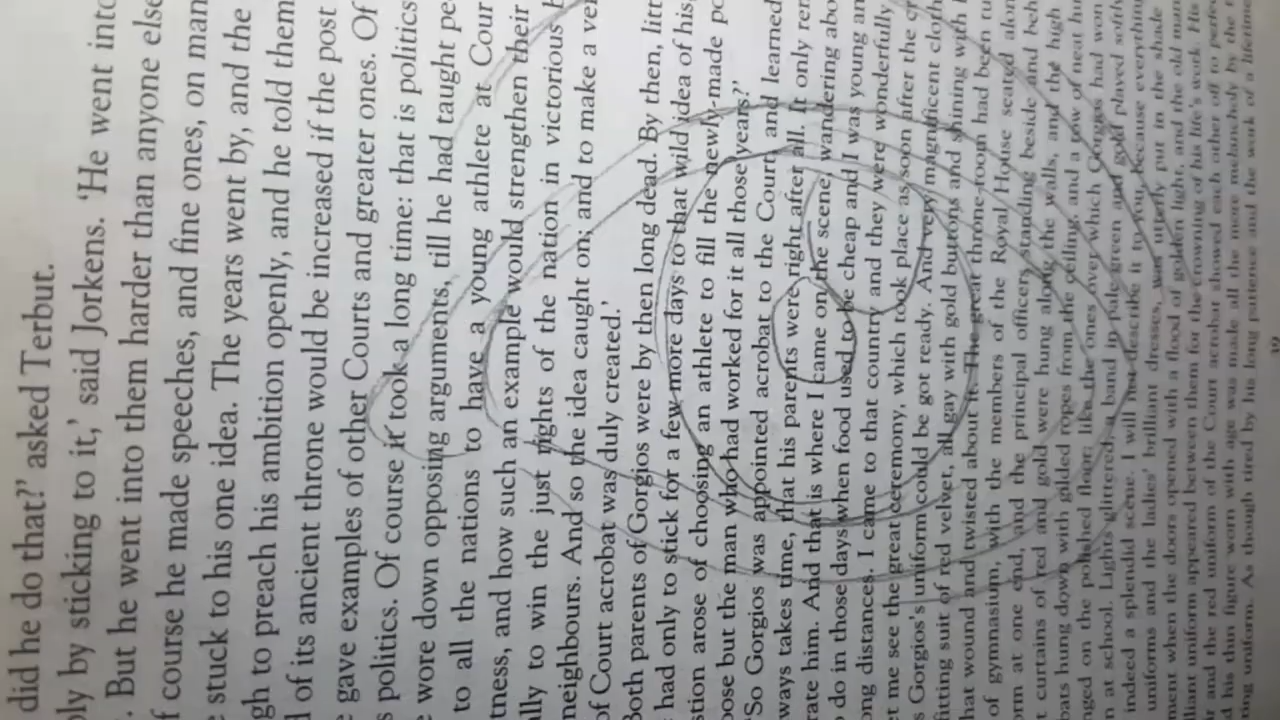 did he do that?' asked Terbut.
ply by sticking to it,' said Jorkens. 'He went into
. But he went into them harder than anyone else
f course he made speeches, and fine ones, on man
e stuck to his one idea. The years went by, and the
gh to preach his ambition openly, and he told them
l of its ancient throne would be increased if the post
e gave examples of other Courts and greater ones. Of
s politics. Of course it took a long time: that is politics
e wore down opposing arguments, till he had taught pe
to all the nations to have a young athlete at Cour
tness, and how such an example would strengthen their
lly to win the just rights of the nation in victorious
neighbours. And so the idea caught on; and to make a ve
of Court acrobat was duly created.'
Both parents of Gorgios were by then long dead. By then, litt
had only to stick for a few more days to that wild idea of his,
stion arose of choosing an athlete to fill the newly-made po
ose but the man who had worked for it all those years?'
'So Gorgios was appointed acrobat to the Court, and learned
ways takes time, that his parents were right after all. It only re
rate him. And that is where I came on the scene, wandering abo
do in those days when food used to be cheap and I was young an
ong distances. I came to that country and they were wonderfully
et me see the great ceremony, which took place as soon after the
s Gorgios's uniform could be got ready. And very magnificent cloth
fitting suit of red velvet, all gay with gold buttons and shining with
hat wound and twisted about it. The great throne-room had been tu
of gymnasium, with the members of the Royal House seated alon
rm at one end, and the principal officers standing beside and beh
t curtains of red and gold were hung along the walls, and the high
bats hung down with gilded ropes from the ceiling, and a row of neat
nged on the polished floor, like the ones over which Gorgios had won
n at school. Lights glittered, a band in pale-green and gold played softly
indeed a splendid scene. I will not describe it to you, because everything
uniforms and the ladies' brilliant dresses, was utterly put in the shade
when the doors opened with a flood of golden light, and the old man
lliant uniform appeared between them for the crowning of his life's work. His
r and the red uniform of the Court acrobat showed each other off to perfec
and his thin figure worn with age was made all the more melancholy by the
ong uniform. As though tired by his long patience and the work of a lifetime